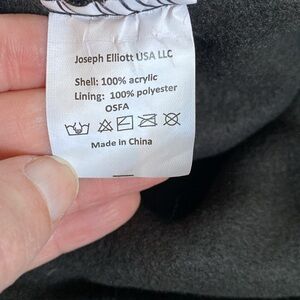 Joseph Elliott USA LLC
Shell: 100% acrylic
Lining: 100% polyester
OSFA
Made in China